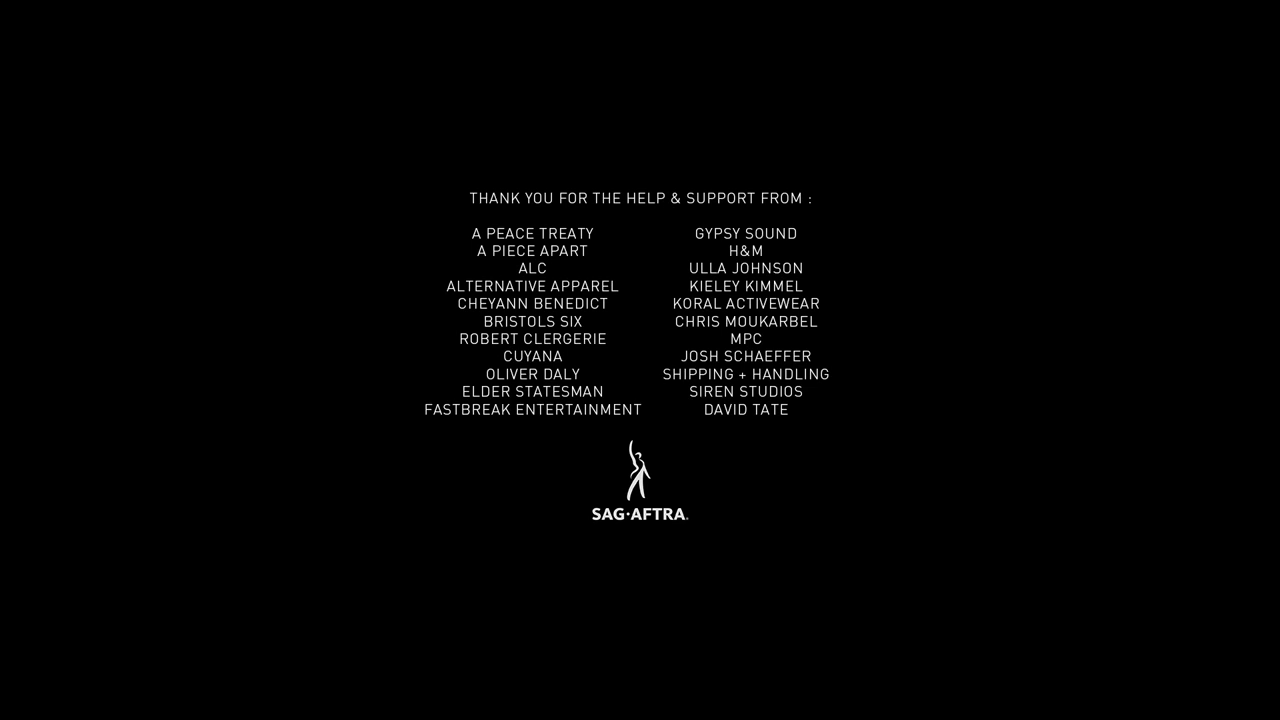 THANK YOU FOR THE HELP & SUPPORT FROM :
A PEACE TREATY
A PIECE APART
ALC
ALTERNATIVE APPAREL
CHEYANN BENEDICT
BRISTOLS SIX
ROBERT CLERGERIE
CUYANA
OLIVER DALY
ELDER STATESMAN
FASTBREAK ENTERTAINMENT
GYPSY SOUND
H&M
ULLA JOHNSON
KIELEY KIMMEL
KORAL ACTIVEWEAR
CHRIS MOUKARBEL
MPC
JOSH SCHAEFFER
SHIPPING + HANDLING
SIREN STUDIOS
DAVID TATE
SAG·AFTRA